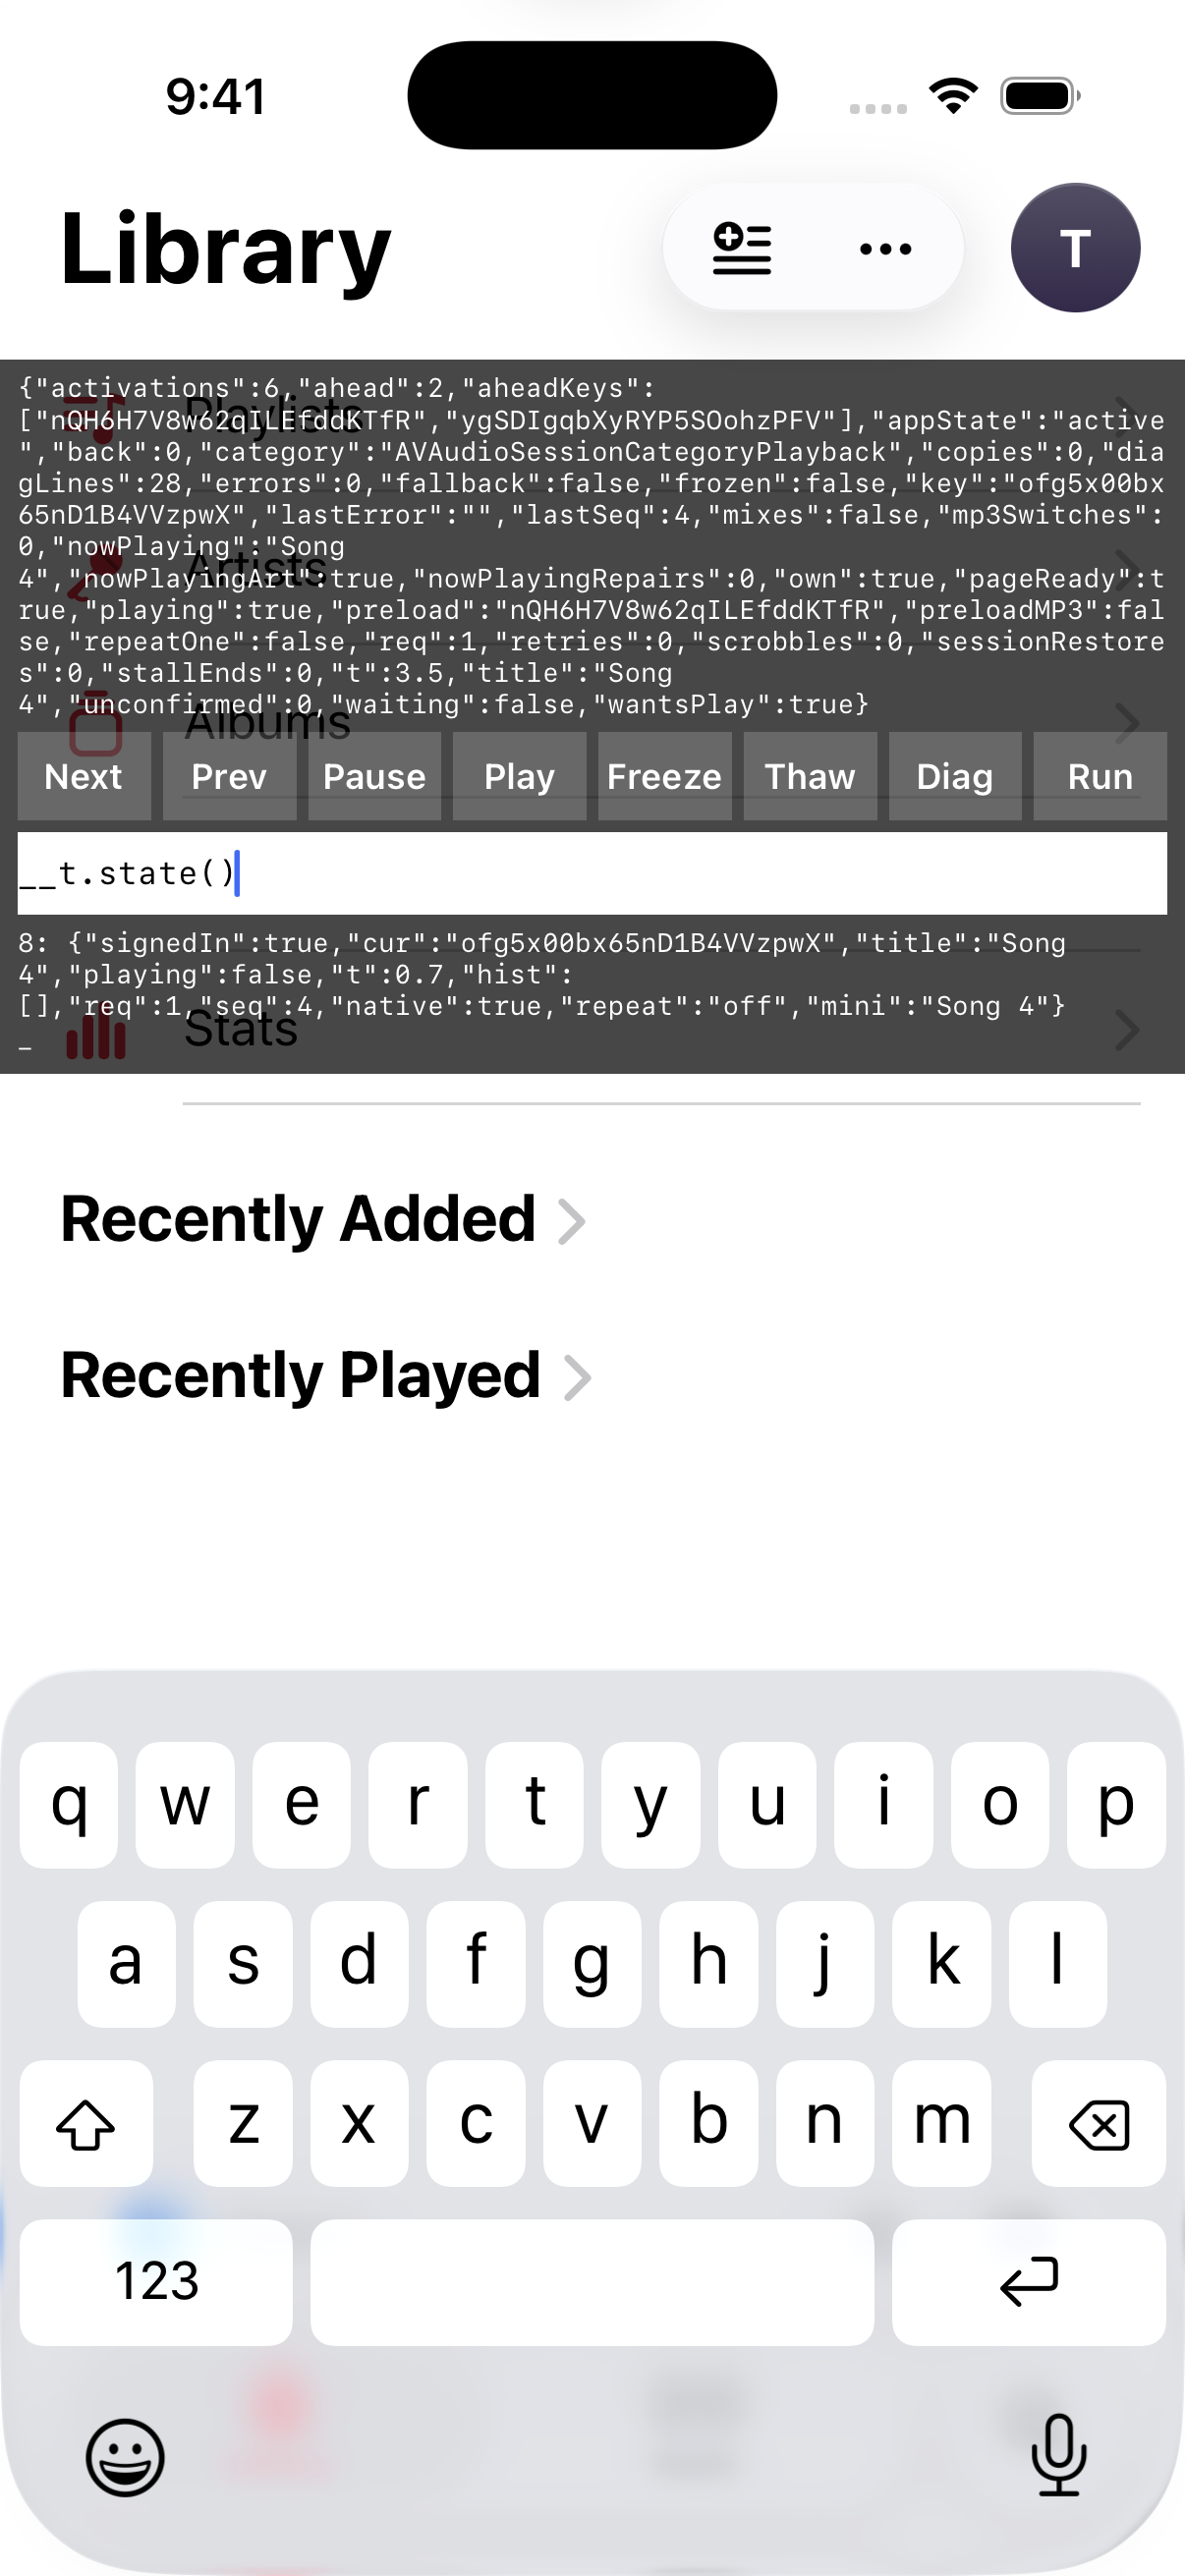 9:41
Library
T
{"activations":6,"ahead":2,"aheadKeys":
["nQH6H7V8w62qILEfddKTfR","ygSDIgqbXyRYP5SOohzPFV"],"appState":"active
","back":0,"category":"AVAudioSessionCategoryPlayback","copies":0,"dia
gLines":28,"errors":0,"fallback":false,"frozen":false,"key":"ofg5x00bx
65nD1B4VVzpwX","lastError":"","lastSeq":4,"mixes":false,"mp3Switches":
0,"nowPlaying":"Song
4","nowPlayingArt":true,"nowPlayingRepairs":0,"own":true,"pageReady":t
rue,"playing":true,"preload":"nQH6H7V8w62qILEfddKTfR","preloadMP3":fal
se,"repeatOne":false,"req":1,"retries":0,"scrobbles":0,"sessionRestore
s":0,"stallEnds":0,"t":3.5,"title":"Song
4","unconfirmed":0,"waiting":false,"wantsPlay":true}
Playlists
Artists
Albums
Next Prev Pause Play Freeze Thaw Diag Run
__t.state()
8: {"signedIn":true,"cur":"ofg5x00bx65nD1B4VVzpwX","title":"Song
4","playing":false,"t":0.7,"hist":
[],"req":1,"seq":4,"native":true,"repeat":"off","mini":"Song 4"}
–
Stats
Recently Added
Recently Played
q w e r t y u i o p
a s d f g h j k l
z x c v b n m
123